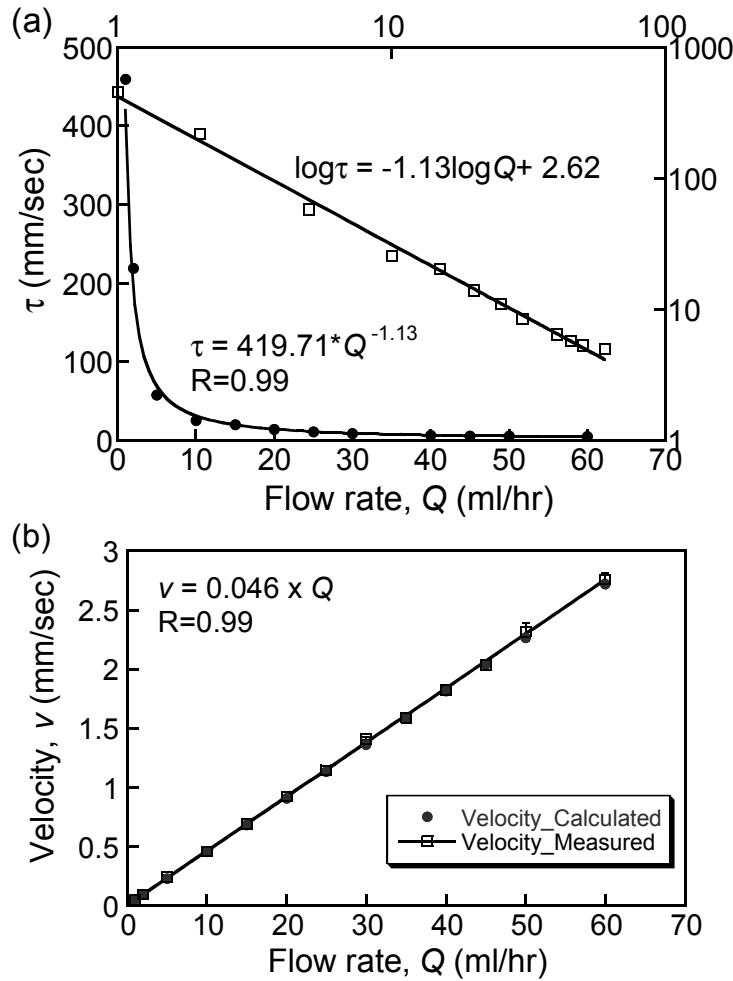 (a)
1 10 100
500 1000
400
300 100
200
100 10
0 1
τ (mm/sec)
logτ = -1.13logQ+ 2.62
τ = 419.71*Q^-1.13
R=0.99
0 10 20 30 40 50 60 70
Flow rate, Q (ml/hr)
(b)
3
2.5
2
1.5
1
0.5
0
Velocity, v (mm/sec)
v = 0.046 x Q
R=0.99
Velocity_Calculated
Velocity_Measured
0 10 20 30 40 50 60 70
Flow rate, Q (ml/hr)